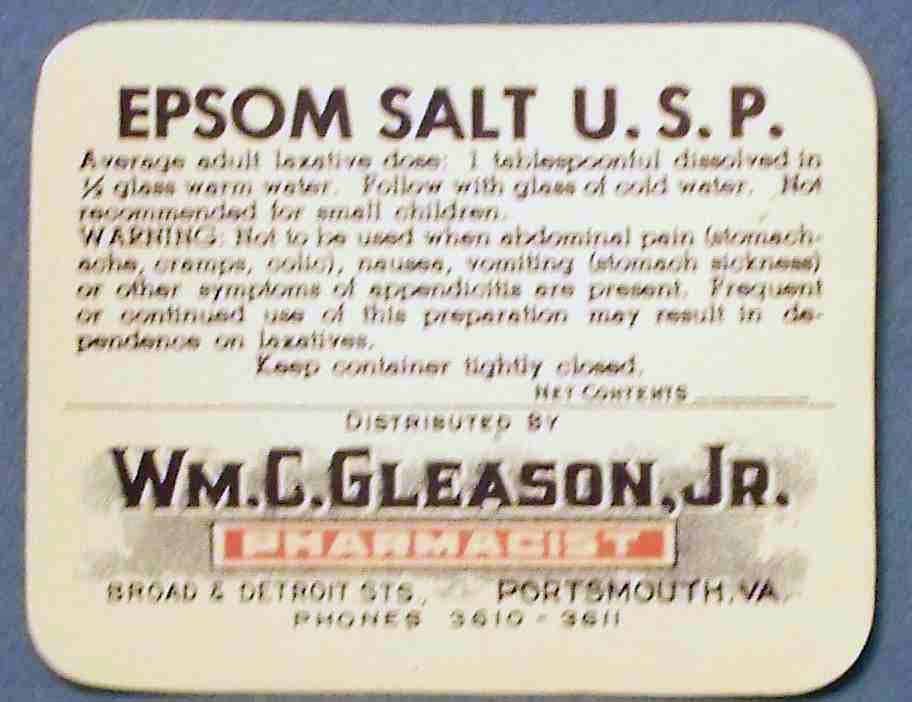 EPSOM SALT U.S.P.
Average adult laxative dose: 1 tablespoonful dissolved in
½ glass warm water. Follow with glass of cold water. Not
recommended for small children.
WARNING: Not to be used when abdominal pain (stomach-
ache, cramps, colic), nausea, vomiting (stomach sickness)
or other symptoms of appendicitis are present. Frequent
or continued use of this preparation may result in de-
pendence on laxatives.
Keep container tightly closed.
NET CONTENTS
DISTRIBUTED BY
WM. C. GLEASON, JR.
PHARMACIST
BROAD & DETROIT STS., PORTSMOUTH, VA.
PHONES 3610 - 3611